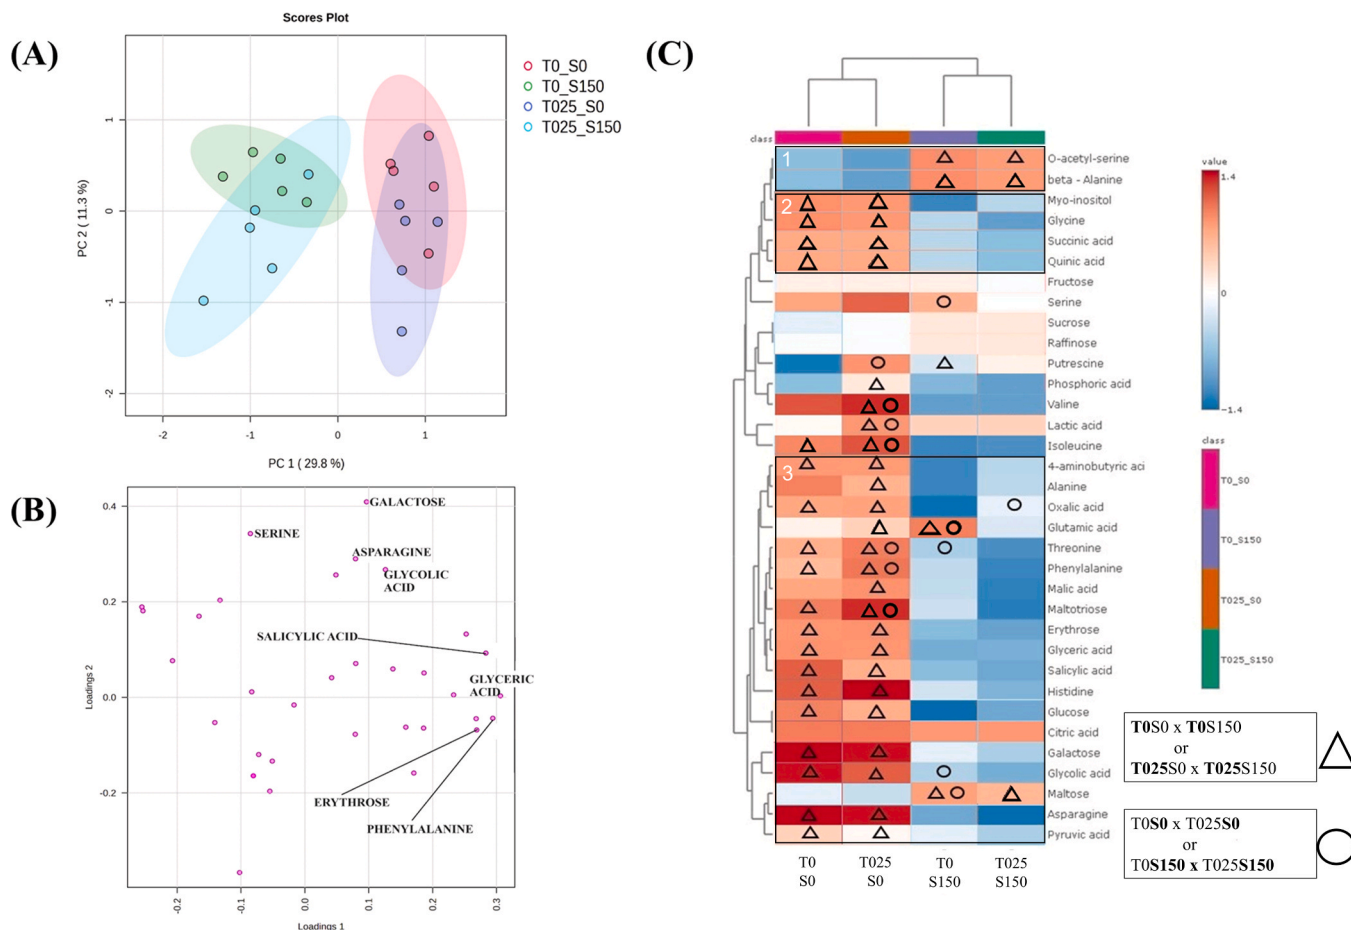 Scores Plot
(A)
T0_S0
T0_S150
T025_S0
T025_S150
PC 2 ( 11.3 %)
1
0
-1
-2
-2
-1
0
1
PC 1 ( 29.8 %)
(B)
GALACTOSE
SERINE
ASPARAGINE
GLYCOLIC
ACID
SALICYLIC ACID
GLYCERIC
ACID
ERYTHROSE
PHENYLALANINE
Loadings 2
0.4
0.2
0.0
-0.2
-0.2
-0.1
0.0
0.1
0.2
0.3
Loadings 1
(C)
class
1
O-acetyl-serine
beta - Alanine
2
Myo-inositol
Glycine
Succinic acid
Quinic acid
Fructose
Serine
Sucrose
Raffinose
Putrescine
Phosphoric acid
Valine
Lactic acid
Isoleucine
3
4-aminobutyric aci
Alanine
Oxalic acid
Glutamic acid
Threonine
Phenylalanine
Malic acid
Maltotriose
Erythrose
Glyceric acid
Salicylic acid
Histidine
Glucose
Citric acid
Galactose
Glycolic acid
Maltose
Asparagine
Pyruvic acid
T0
S0
T025
S0
T0
S150
T025
S150
value
1.4
0
-1.4
class
T0_S0
T0_S150
T025_S0
T025_S150
T0S0 x T0S150
or
T025S0 x T025S150
T0S0 x T025S0
or
T0S150 x T025S150